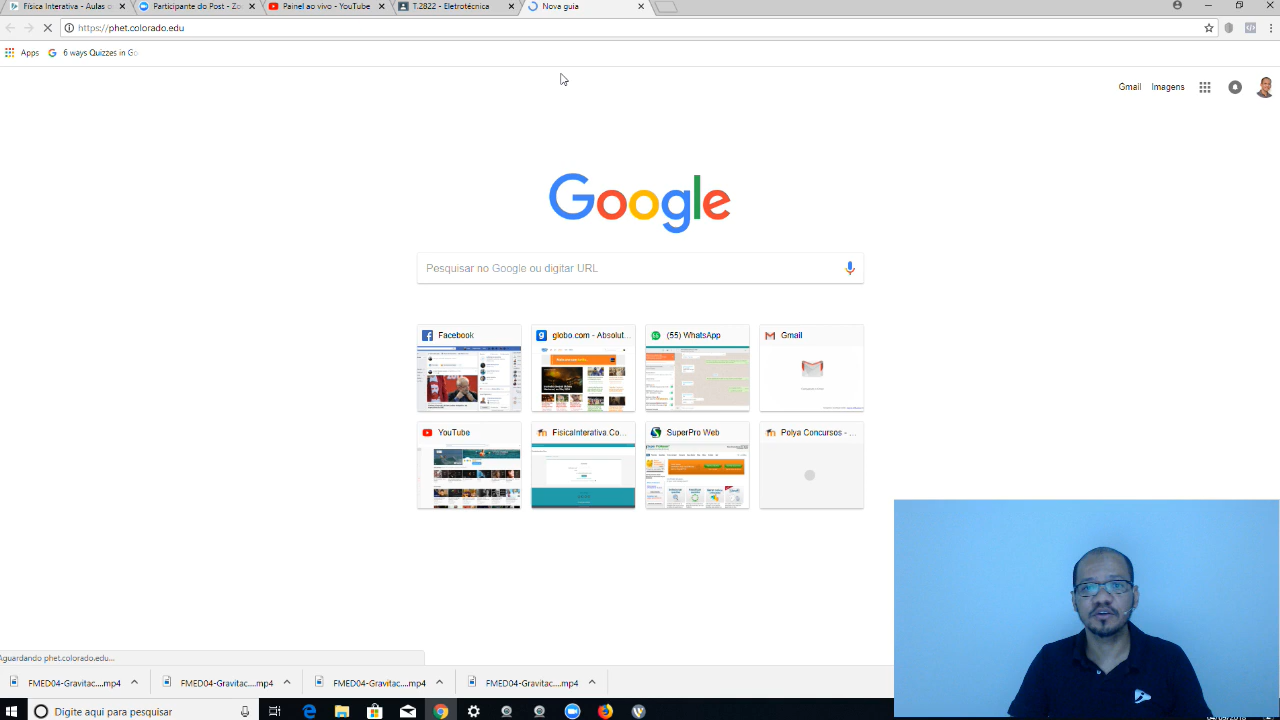 Física Interativa - Aulas o
Participante do Post - Zo
Painel ao vivo - YouTube
T.2822 - Eletrotécnica
Nova guia
https://phet.colorado.edu
Apps
6 ways Quizzes in Go
Gmail
Imagens
Google
Pesquisar no Google ou digitar URL
Facebook
globo.com - Absolut...
(55) WhatsApp
Gmail
YouTube
FisicaInterativa.Co...
SuperPro Web
Polya Concursos - ...
Aguardando phet.colorado.edu...
FMED04-Gravitac....mp4
FMED04-Gravitac....mp4
FMED04-Gravitac....mp4
FMED04-Gravitac....mp4
Digite aqui para pesquisar